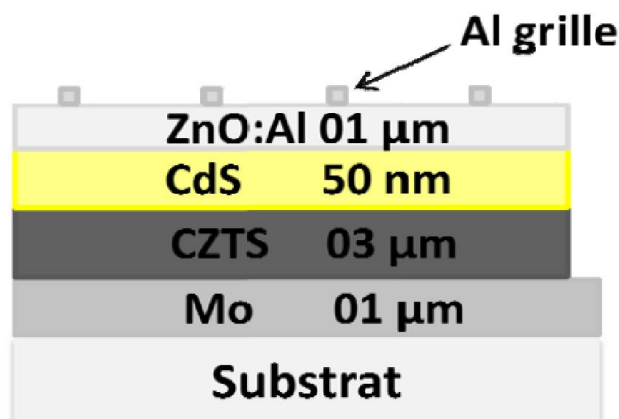 Al grille
ZnO:Al 01 μm
CdS 50 nm
CZTS 03 μm
Mo 01 μm
Substrat